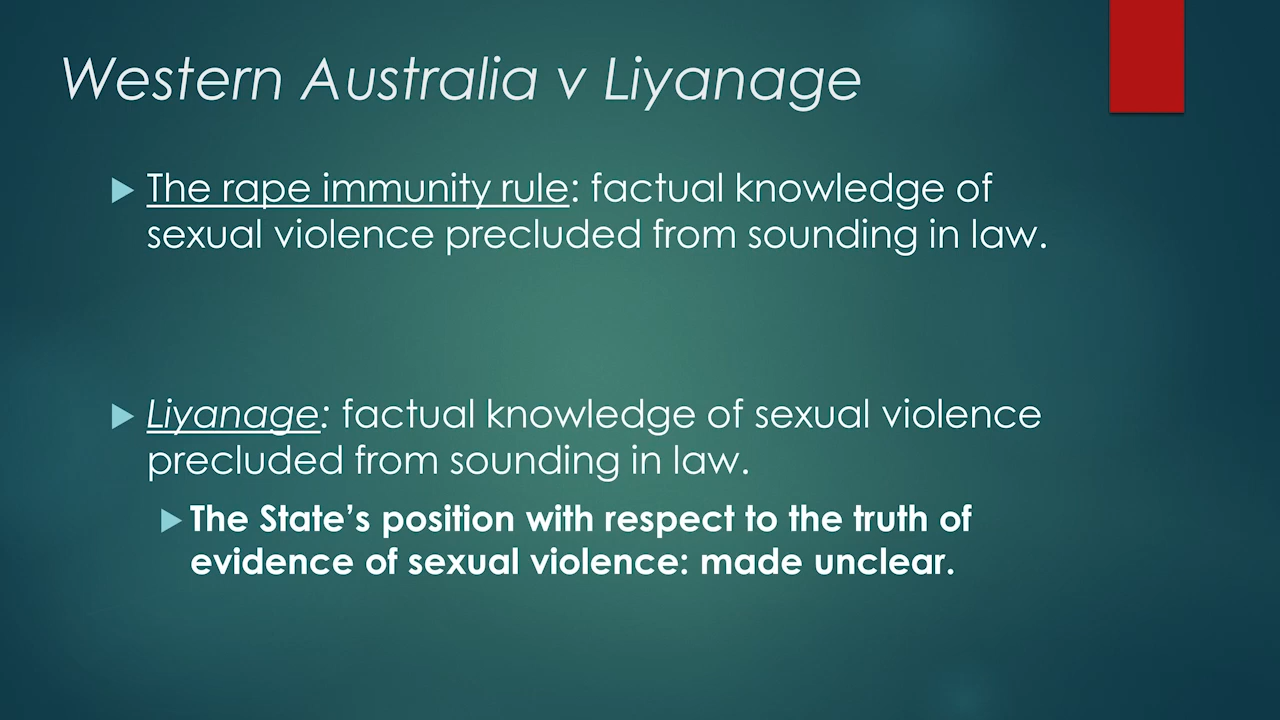 Western Australia v Liyanage
The rape immunity rule: factual knowledge of
sexual violence precluded from sounding in law.
Liyanage: factual knowledge of sexual violence
precluded from sounding in law.
The State’s position with respect to the truth of
evidence of sexual violence: made unclear.